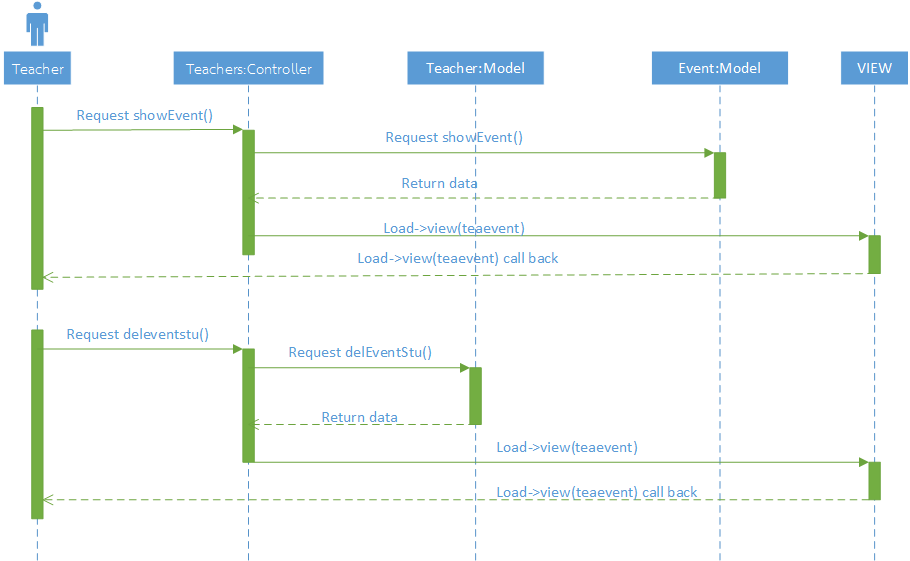 Teacher
Teachers:Controller
Teacher:Model
Event:Model
VIEW
Request showEvent()
Request showEvent()
Return data
Load->view(teaevent)
Load->view(teaevent) call back
Request deleventstu()
Request delEventStu()
Return data
Load->view(teaevent)
Load->view(teaevent) call back